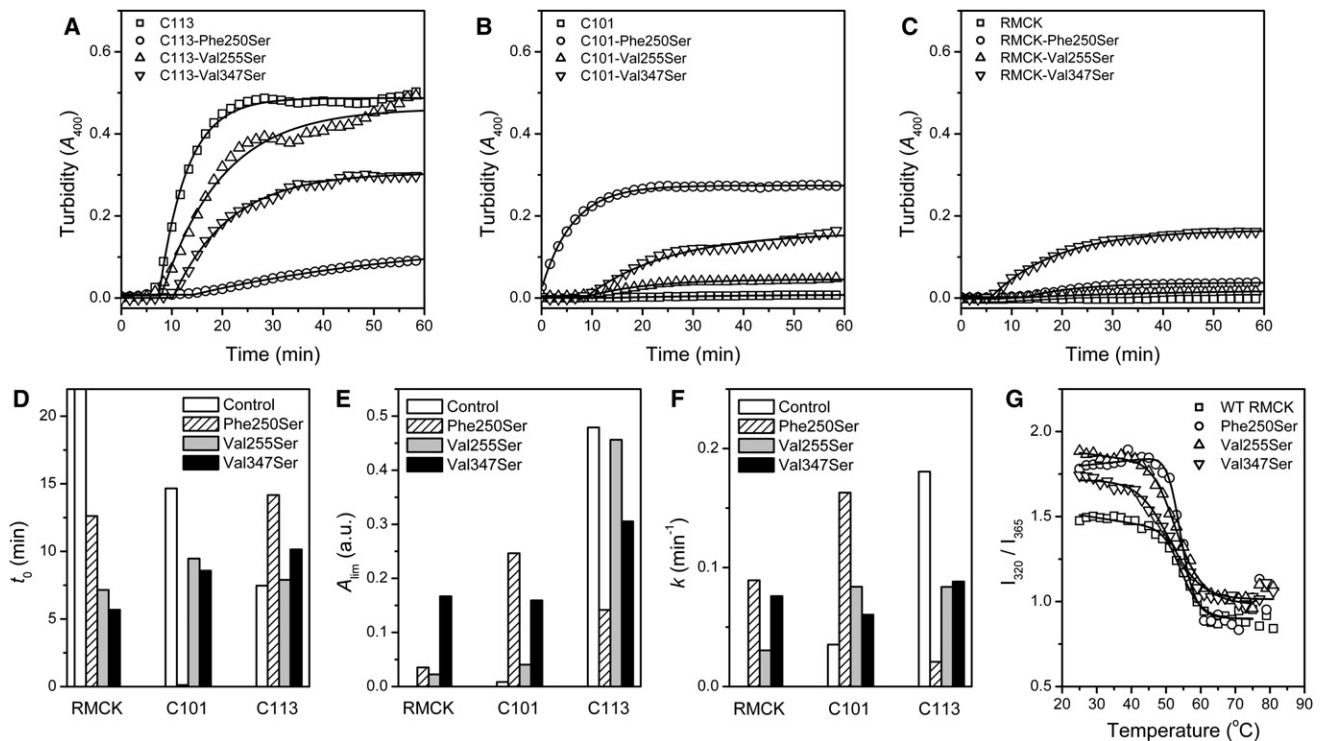 A
C113
C113-Phe250Ser
C113-Val255Ser
C113-Val347Ser
Turbidity (A400)
0.6
0.4
0.2
0.0
0 10 20 30 40 50 60
Time (min)
B
C101
C101-Phe250Ser
C101-Val255Ser
C101-Val347Ser
Turbidity (A400)
0.6
0.4
0.2
0.0
0 10 20 30 40 50 60
Time (min)
C
RMCK
RMCK-Phe250Ser
RMCK-Val255Ser
RMCK-Val347Ser
Turbidity (A400)
0.6
0.4
0.2
0.0
0 10 20 30 40 50 60
Time (min)
D
Control
Phe250Ser
Val255Ser
Val347Ser
t0 (min)
20
15
10
5
0
RMCK C101 C113
E
Control
Phe250Ser
Val255Ser
Val347Ser
Alim (a.u.)
0.5
0.4
0.3
0.2
0.1
0.0
RMCK C101 C113
F
Control
Phe250Ser
Val255Ser
Val347Ser
k (min-1)
0.2
0.1
0.0
RMCK C101 C113
G
WT RMCK
Phe250Ser
Val255Ser
Val347Ser
I320 / I365
2.0
1.5
1.0
0.5
20 30 40 50 60 70 80 90
Temperature (oC)